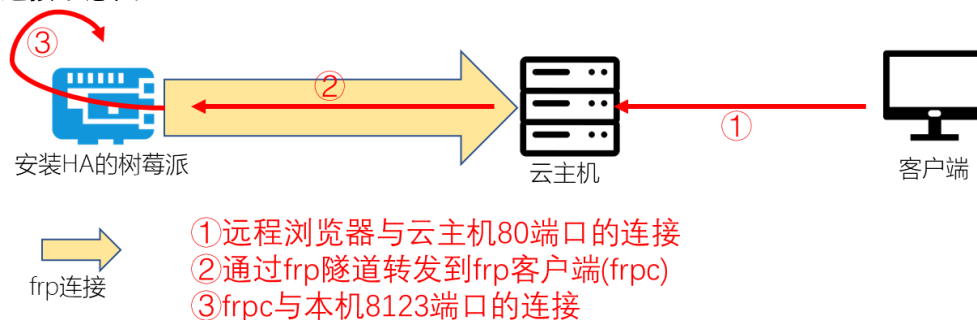 ③
②
①
安装HA的树莓派
云主机
客户端
frp连接
①远程浏览器与云主机80端口的连接
②通过frp隧道转发到frp客户端(frpc)
③frpc与本机8123端口的连接